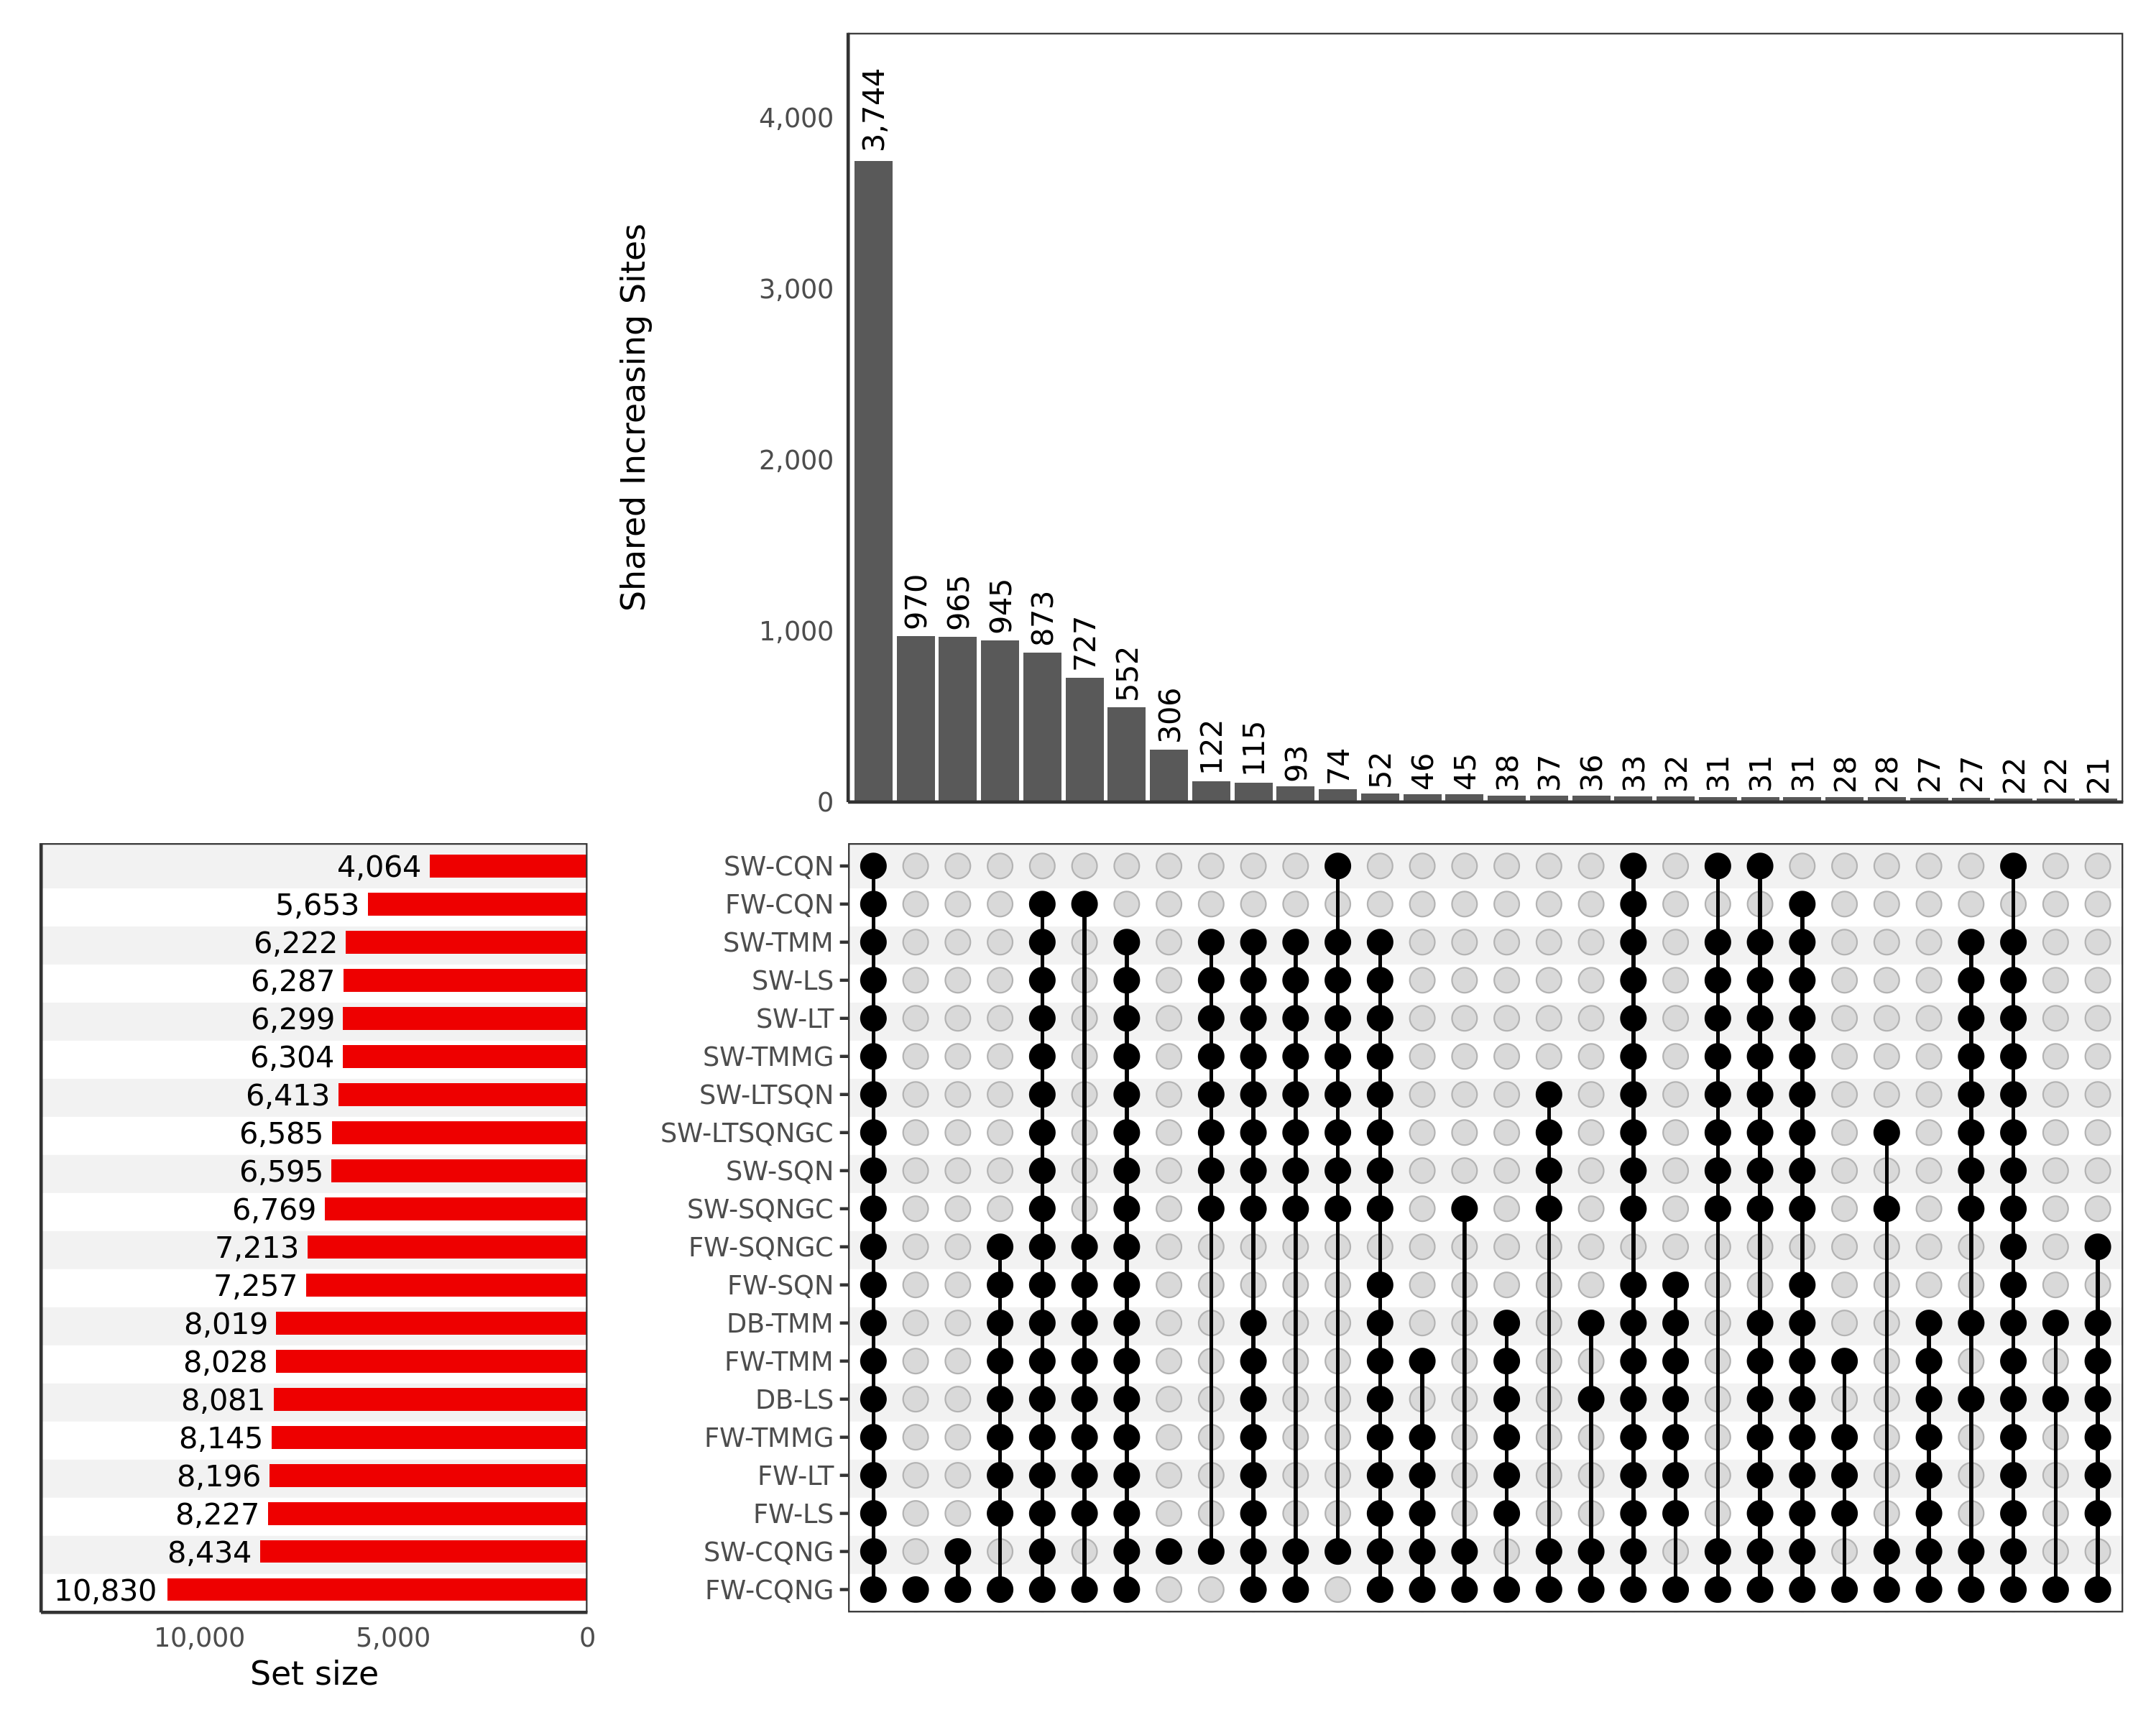 Shared Increasing Sites
4,000
3,000
2,000
1,000
0
3,744
970
965
945
873
727
552
306
122
115
93
74
52
46
45
38
37
36
33
32
31
31
31
28
28
27
27
22
22
21
4,064
5,653
6,222
6,287
6,299
6,304
6,413
6,585
6,595
6,769
7,213
7,257
8,019
8,028
8,081
8,145
8,196
8,227
8,434
10,830
10,000
5,000
0
Set size
SW-CQN
FW-CQN
SW-TMM
SW-LS
SW-LT
SW-TMMG
SW-LTSQN
SW-LTSQNGC
SW-SQN
SW-SQNGC
FW-SQNGC
FW-SQN
DB-TMM
FW-TMM
DB-LS
FW-TMMG
FW-LT
FW-LS
SW-CQNG
FW-CQNG